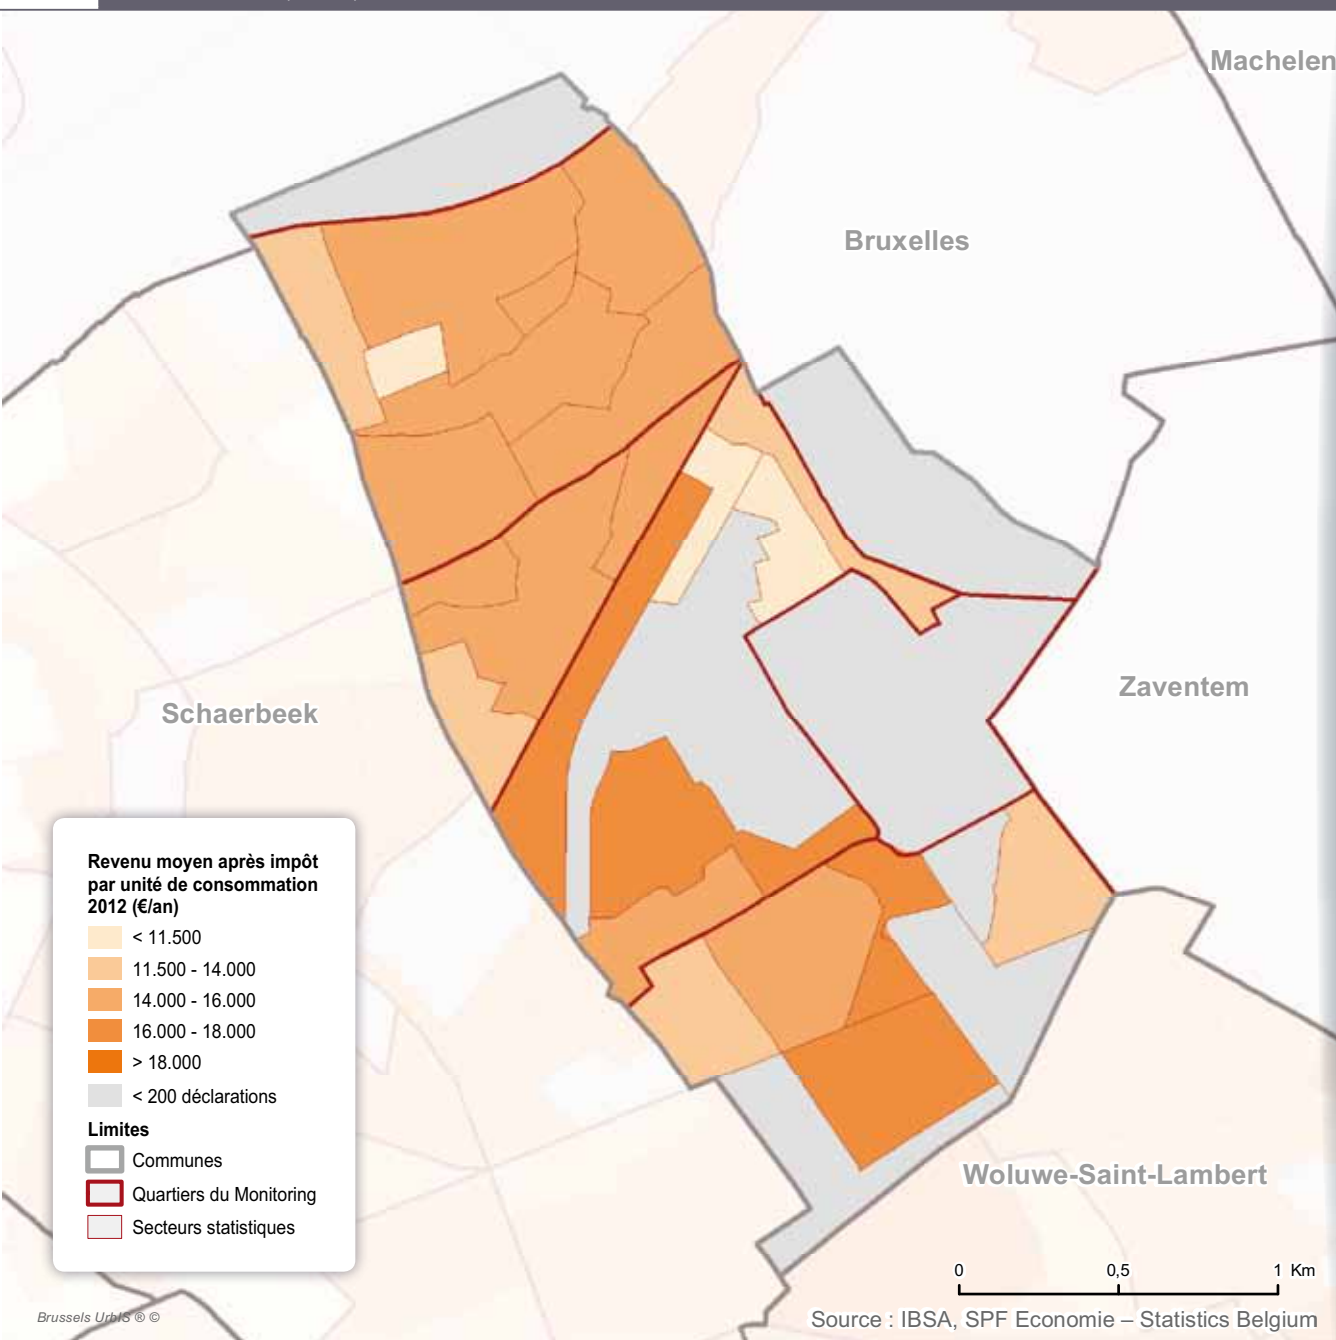 Machelen
Bruxelles
Zaventem
Schaerbeek
Revenu moyen après impôt
par unité de consommation
2012 (€/an)
< 11.500
11.500 - 14.000
14.000 - 16.000
16.000 - 18.000
> 18.000
< 200 déclarations
Limites
Communes
Quartiers du Monitoring
Secteurs statistiques
Woluwe-Saint-Lambert
0 0,5 1 Km
Brussels UrbIS ® ©
Source : IBSA, SPF Economie – Statistics Belgium